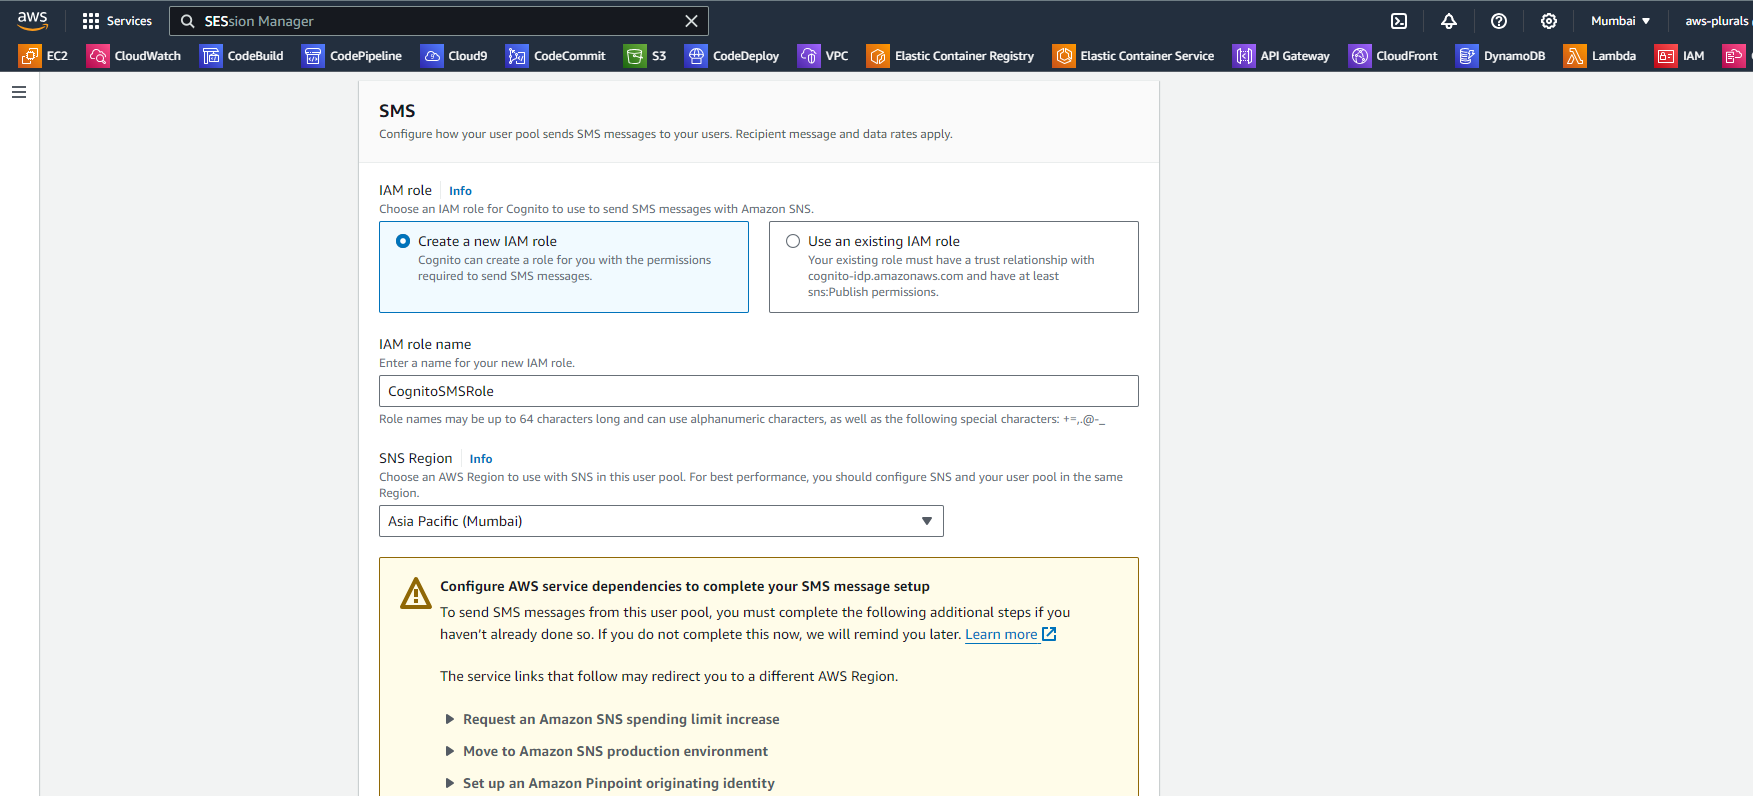 aws Services SESsion Manager Mumbai aws-plurals
EC2 CloudWatch CodeBuild CodePipeline Cloud9 CodeCommit S3 CodeDeploy VPC Elastic Container Registry Elastic Container Service API Gateway CloudFront DynamoDB Lambda IAM
SMS
Configure how your user pool sends SMS messages to your users. Recipient message and data rates apply.
IAM role Info
Choose an IAM role for Cognito to use to send SMS messages with Amazon SNS.
Create a new IAM role
Cognito can create a role for you with the permissions
required to send SMS messages.
Use an existing IAM role
Your existing role must have a trust relationship with
cognito-idp.amazonaws.com and have at least
sns:Publish permissions.
IAM role name
Enter a name for your new IAM role.
CognitoSMSRole
Role names may be up to 64 characters long and can use alphanumeric characters, as well as the following special characters: +=,.@-_
SNS Region Info
Choose an AWS Region to use with SNS in this user pool. For best performance, you should configure SNS and your user pool in the same
Region.
Asia Pacific (Mumbai)
Configure AWS service dependencies to complete your SMS message setup
To send SMS messages from this user pool, you must complete the following additional steps if you
haven't already done so. If you do not complete this now, we will remind you later. Learn more
The service links that follow may redirect you to a different AWS Region.
Request an Amazon SNS spending limit increase
Move to Amazon SNS production environment
Set up an Amazon Pinpoint originating identity